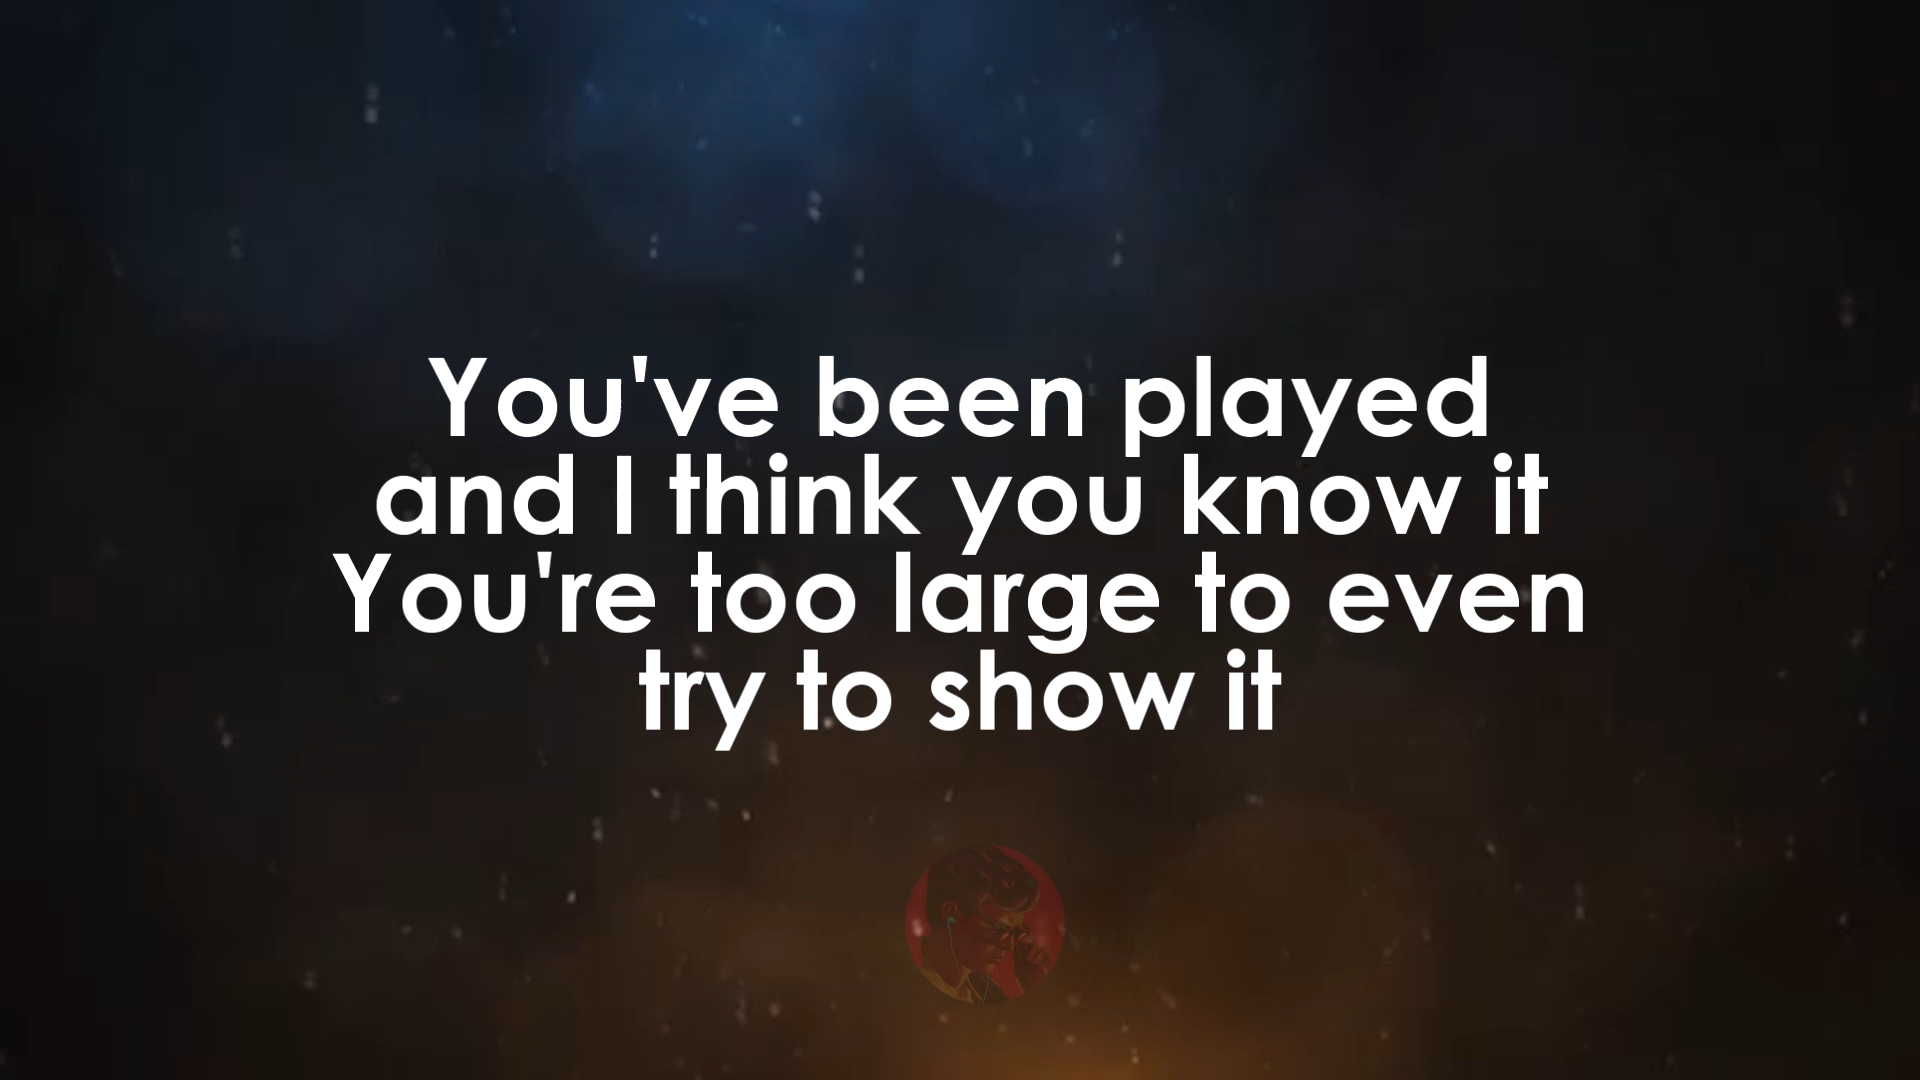 You've been played
and I think you know it
You're too large to even
try to show it